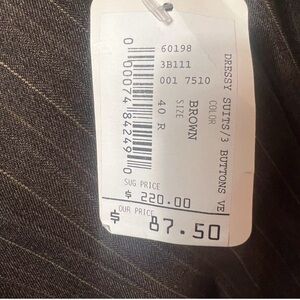 60198
3B111
001 7510
0 00074 84249 0
DRESSY SUITS/3 BUTTONS VE
COLOR
BROWN
SIZE
40 R
SUG PRICE
$ 220.00
OUR PRICE
$ 87.50